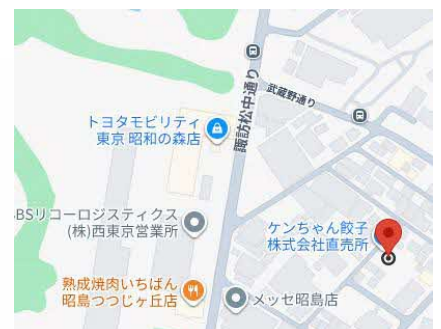 武蔵野通り
諏訪松中通り
トヨタモビリティ
東京 昭和の森店
SBSリコーロジスティクス
(株)西東京営業所
ケンちゃん餃子
株式会社直売所
熟成焼肉いちばん
昭島つつじヶ丘店
メッセ昭島店